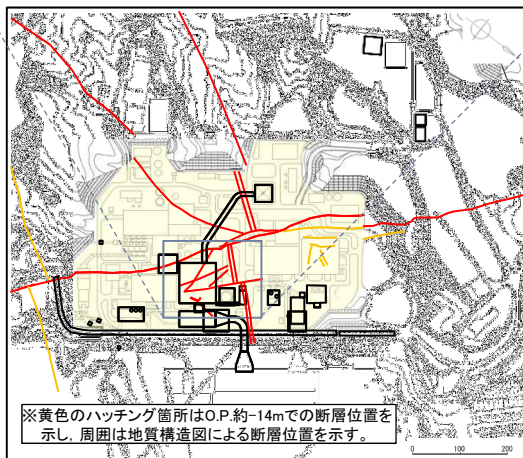 ※黄色のハッチング箇所はO.P.約-14mでの断層位置を
示し，周囲は地質構造図による断層位置を示す。
0 100 200